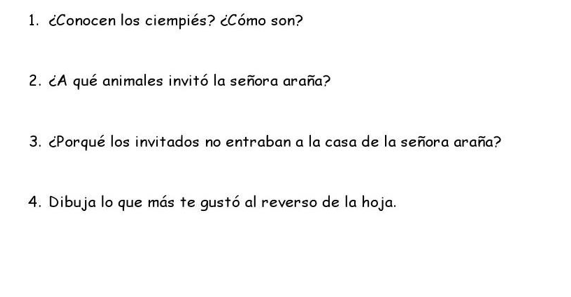 1. ¿Conocen los ciempiés? ¿Cómo son?
2. ¿A qué animales invitó la señora araña?
3. ¿Porqué los invitados no entraban a la casa de la señora araña?
4. Dibuja lo que más te gustó al reverso de la hoja.